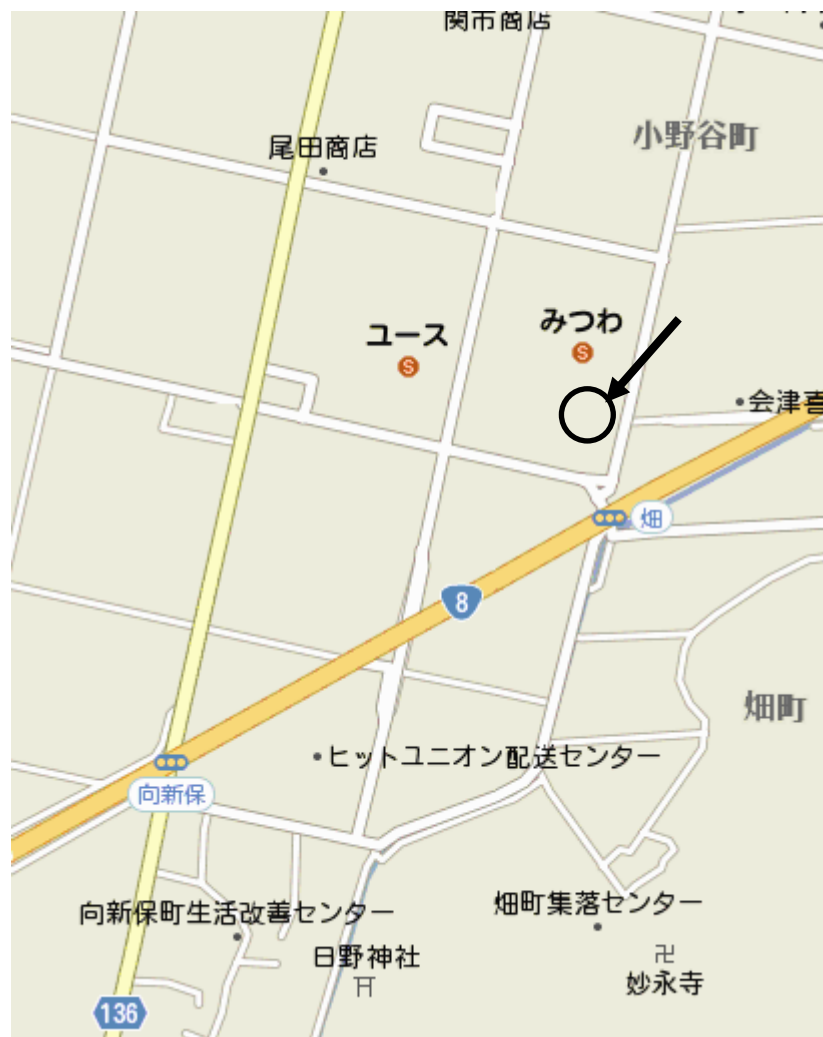 関市商店
小野谷町
尾田商店
みつわ
S
ユース
S
会津喜
畑
8
畑町
ヒットユニオン配送センター
向新保
畑町集落センター
向新保町生活改善センター
日野神社
卍
妙永寺
136